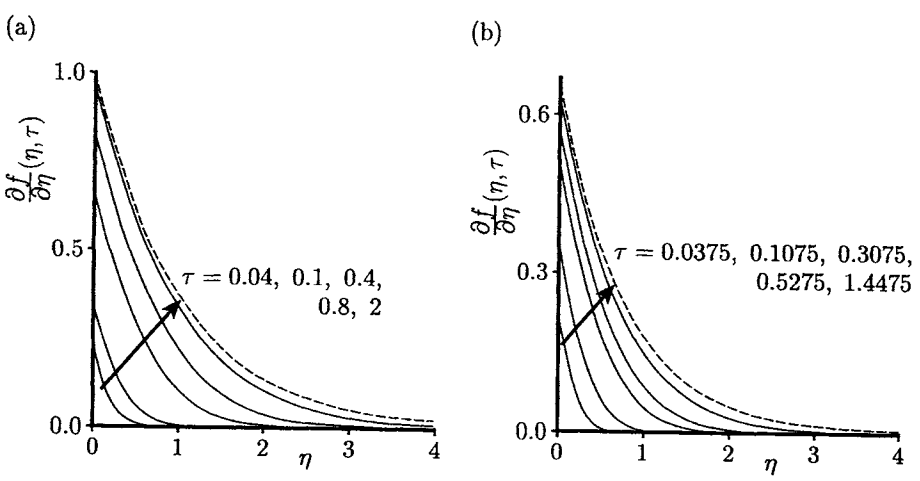 (a)
1.0
0.5
0.0
∂f/∂η (η, τ)
τ = 0.04, 0.1, 0.4,
0.8, 2
0 1 2 3 4
η
(b)
0.6
0.3
0.0
∂f/∂η (η, τ)
τ = 0.0375, 0.1075, 0.3075,
0.5275, 1.4475
0 1 2 3 4
η